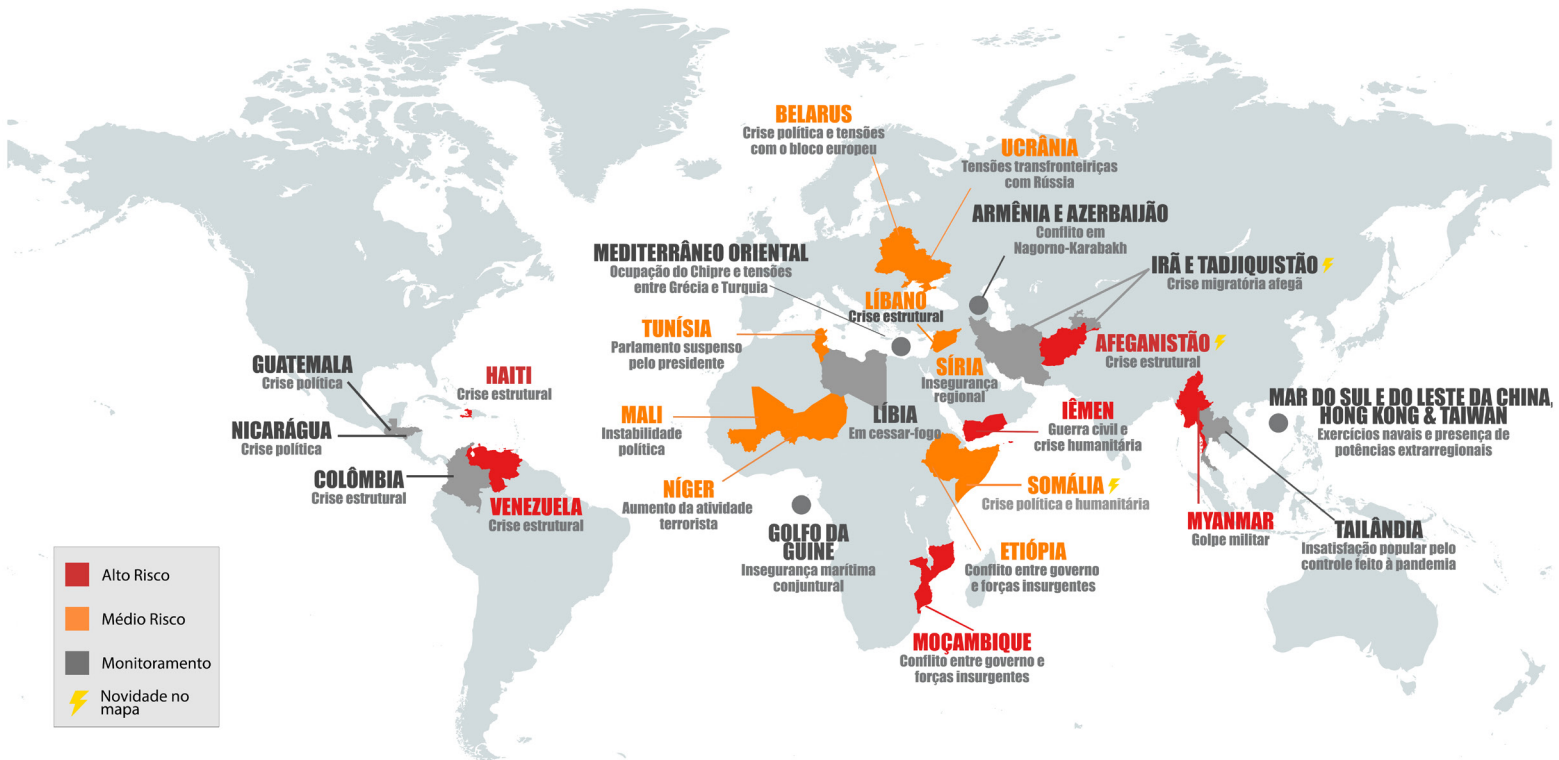 BELARUS
Crise política e tensões
com o bloco europeu
UCRÂNIA
Tensões transfronteiriças
com Rússia
ARMÊNIA E AZERBAIJÃO
Conflito em
Nagorno-Karabakh
MEDITERRÂNEO ORIENTAL
Ocupação do Chipre e tensões
entre Grécia e Turquia
IRÃ E TADJIQUISTÃO
Crise migratória afegã
LÍBANO
Crise estrutural
TUNÍSIA
Parlamento suspenso
pelo presidente
AFEGANISTÃO
Crise estrutural
GUATEMALA
Crise política
HAITI
Crise estrutural
SÍRIA
Insegurança
regional
MALI
Instabilidade
política
LÍBIA
Em cessar-fogo
IÊMEN
Guerra civil e
crise humanitária
MAR DO SUL E DO LESTE DA CHINA,
HONG KONG & TAIWAN
Exercícios navais e presença de
potências extrarregionais
NICARÁGUA
Crise política
COLÔMBIA
Crise estrutural
VENEZUELA
Crise estrutural
NÍGER
Aumento da atividade
terrorista
SOMÁLIA
Crise política e humanitária
MYANMAR
Golpe militar
TAILÂNDIA
Insatisfação popular pelo
controle feito à pandemia
GOLFO DA
GUINÉ
Insegurança marítima
conjuntural
ETIÓPIA
Conflito entre governo
e forças insurgentes
MOÇAMBIQUE
Conflito entre governo e
forças insurgentes
Alto Risco
Médio Risco
Monitoramento
Novidade no
mapa